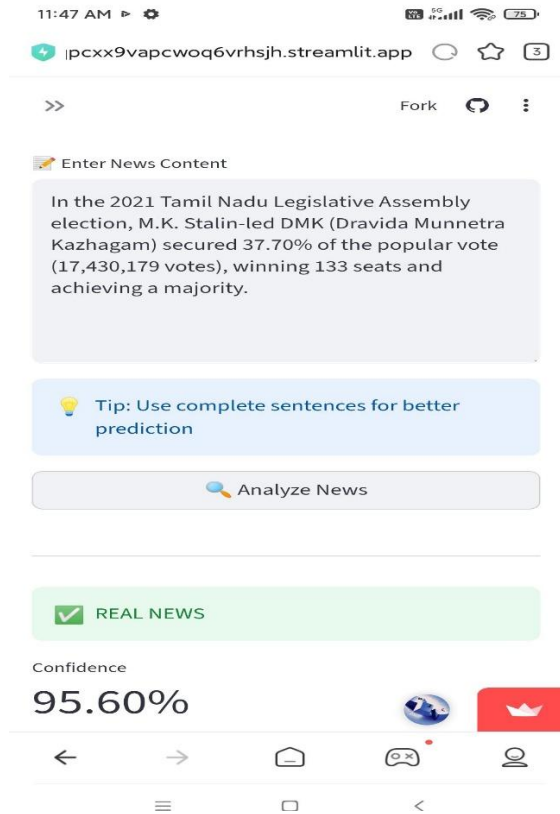 11:47 AM
VoLTE 5G 75
pcxx9vapcwoq6vrhsjh.streamlit.app 3
>> Fork
Enter News Content
In the 2021 Tamil Nadu Legislative Assembly
election, M.K. Stalin-led DMK (Dravida Munnetra
Kazhagam) secured 37.70% of the popular vote
(17,430,179 votes), winning 133 seats and
achieving a majority.
Tip: Use complete sentences for better
prediction
Analyze News
REAL NEWS
Confidence
95.60%